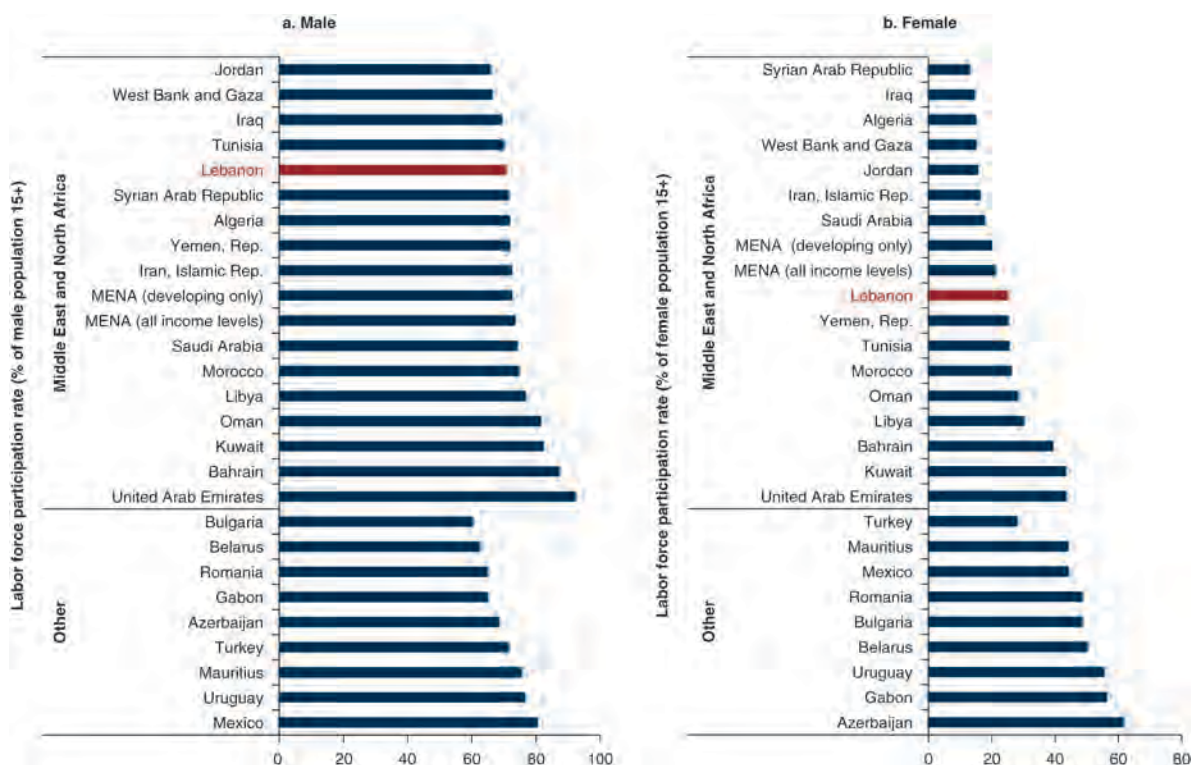 a. Male
Labor force participation rate (% of male population 15+)
Middle East and North Africa
Jordan
West Bank and Gaza
Iraq
Tunisia
Lebanon
Syrian Arab Republic
Algeria
Yemen, Rep.
Iran, Islamic Rep.
MENA (developing only)
MENA (all income levels)
Saudi Arabia
Morocco
Libya
Oman
Kuwait
Bahrain
United Arab Emirates
Other
Bulgaria
Belarus
Romania
Gabon
Azerbaijan
Turkey
Mauritius
Uruguay
Mexico
0 20 40 60 80 100
b. Female
Labor force participation rate (% of female population 15+)
Middle East and North Africa
Syrian Arab Republic
Iraq
Algeria
West Bank and Gaza
Jordan
Iran, Islamic Rep.
Saudi Arabia
MENA (developing only)
MENA (all income levels)
Lebanon
Yemen, Rep.
Tunisia
Morocco
Oman
Libya
Bahrain
Kuwait
United Arab Emirates
Other
Turkey
Mauritius
Mexico
Romania
Bulgaria
Belarus
Uruguay
Gabon
Azerbaijan
0 20 40 60 80